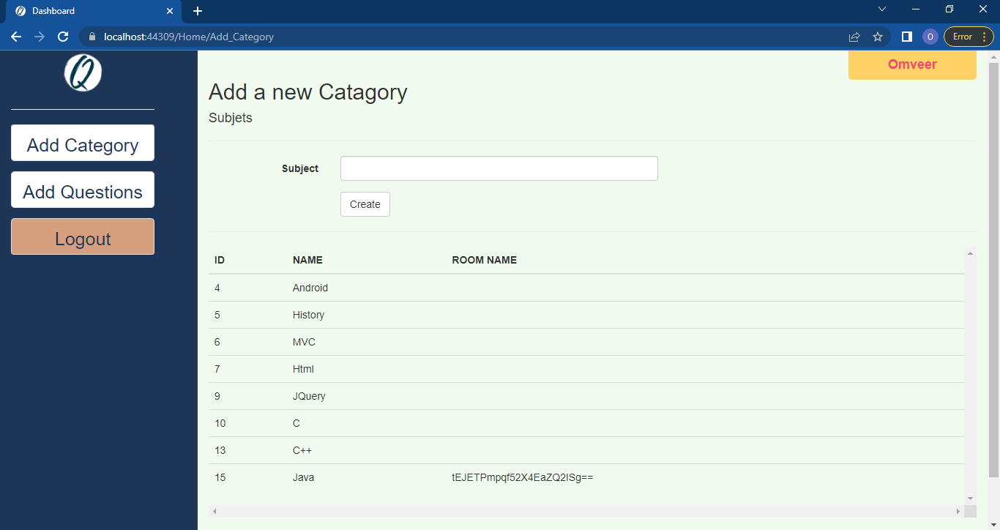 Dashboard
localhost:44309/Home/Add_Category
O
Error
Q
Omveer
Add Category
Add Questions
Logout
Add a new Catagory
Subjets
Subject
Create
ID NAME ROOM NAME
4 Android
5 History
6 MVC
7 Html
9 JQuery
10 C
13 C++
15 Java tEJETPmpqf52X4EaZQ2ISg==